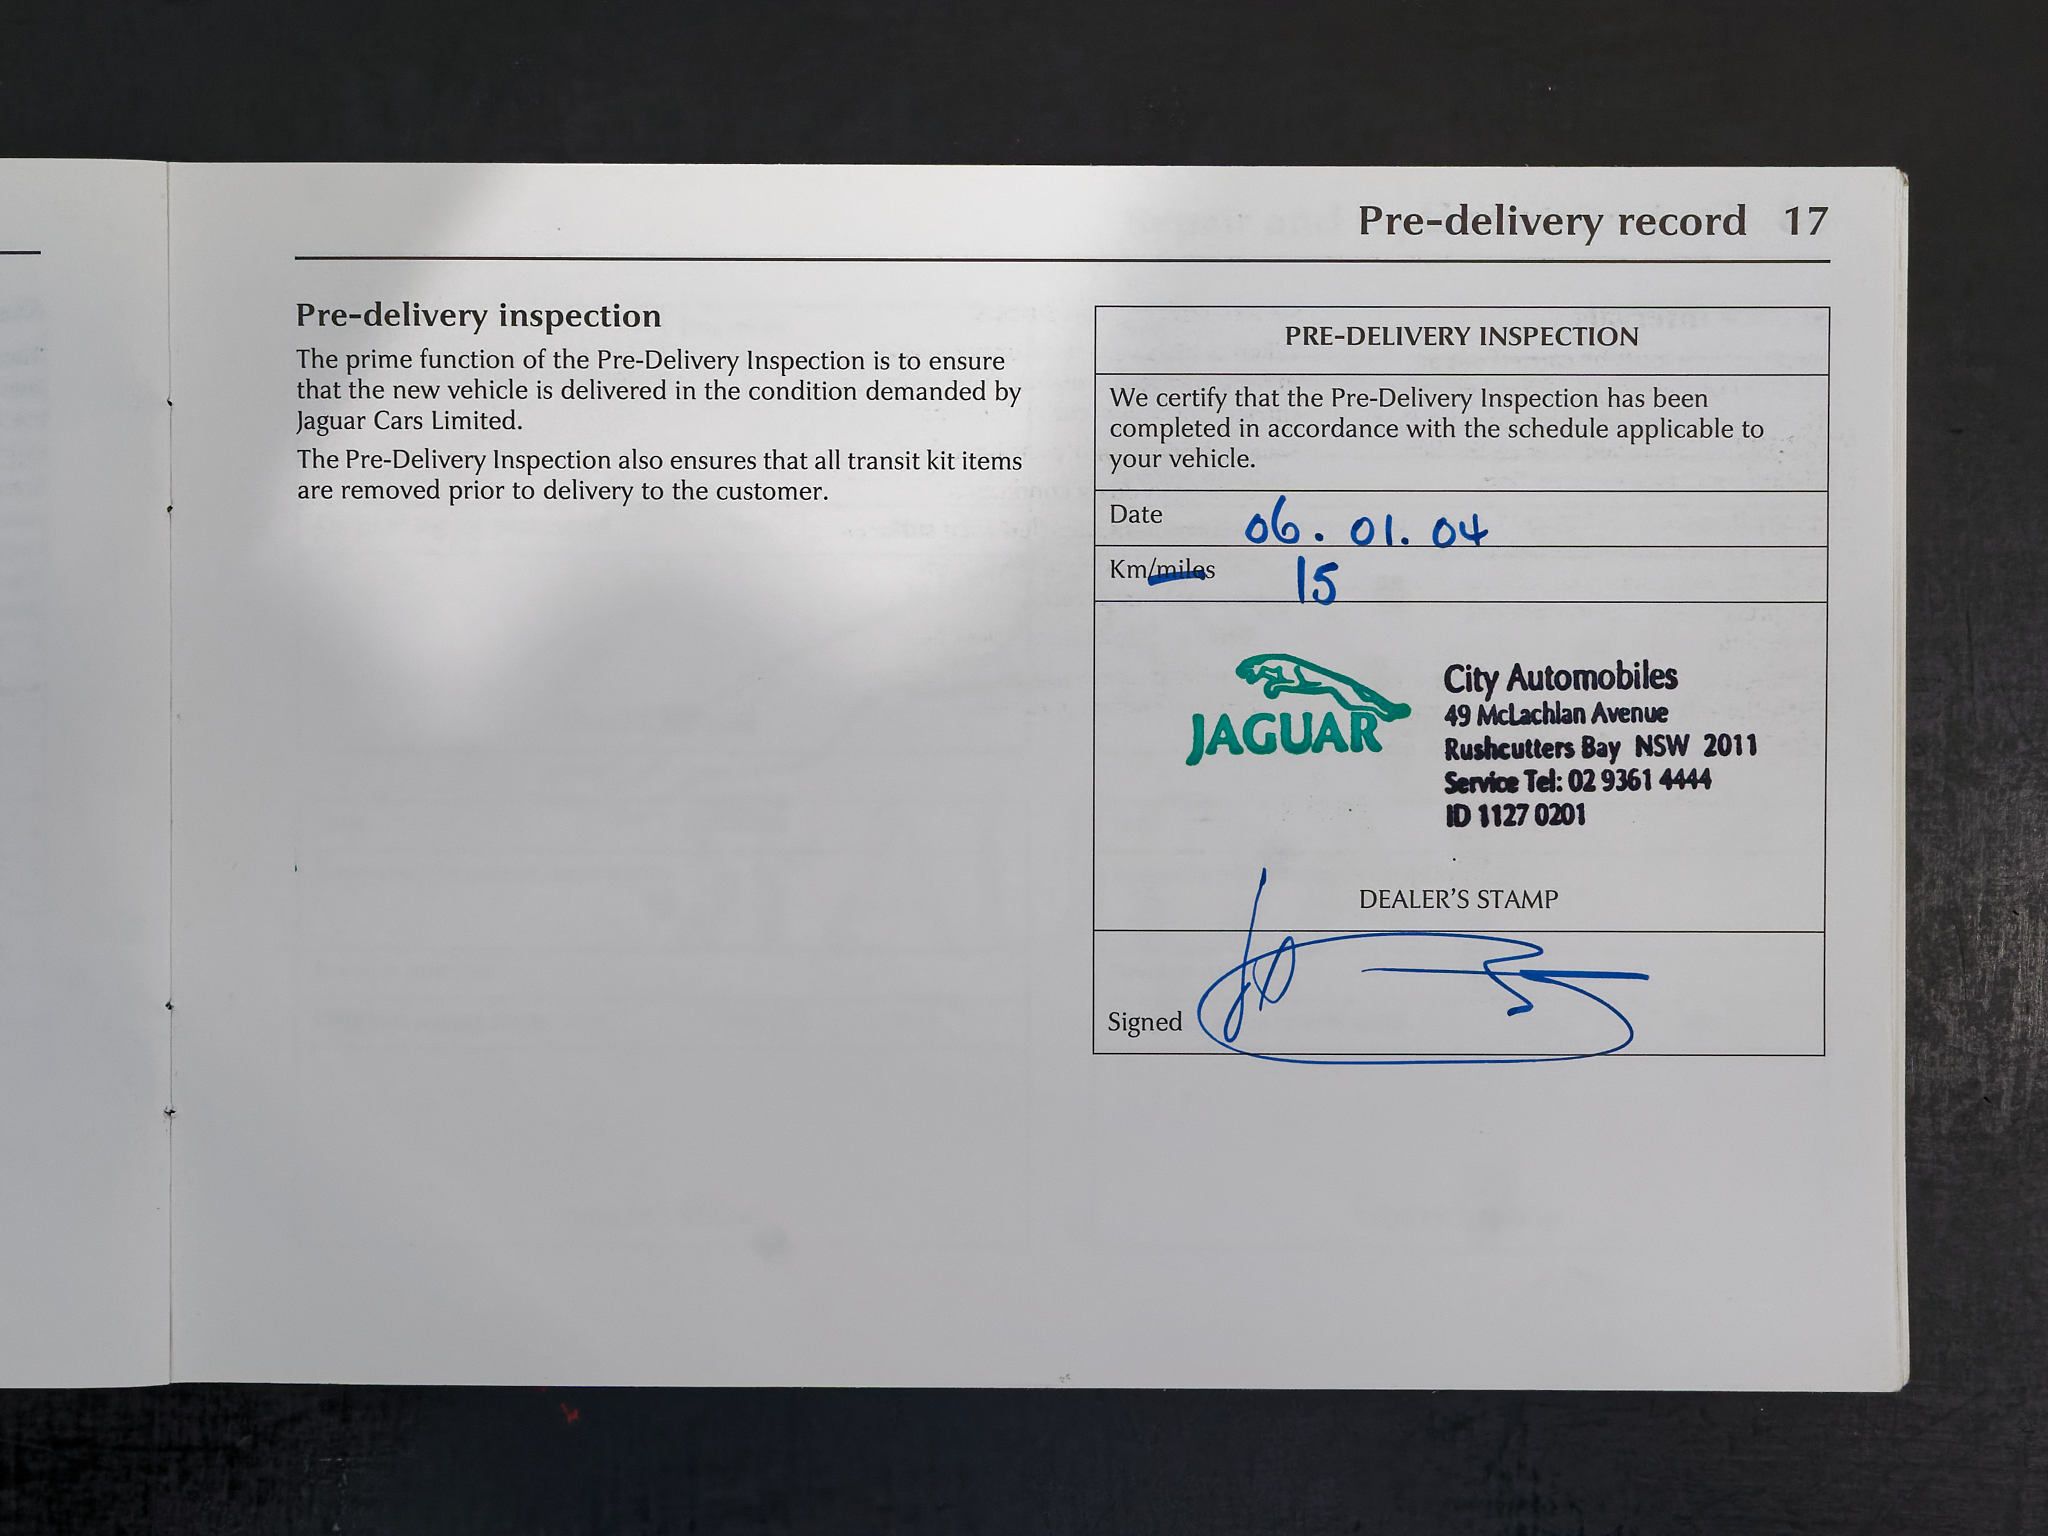 Pre-delivery record 17
Pre-delivery inspection
The prime function of the Pre-Delivery Inspection is to ensure
that the new vehicle is delivered in the condition demanded by
Jaguar Cars Limited.
The Pre-Delivery Inspection also ensures that all transit kit items
are removed prior to delivery to the customer.
PRE-DELIVERY INSPECTION
We certify that the Pre-Delivery Inspection has been
completed in accordance with the schedule applicable to
your vehicle.
Date 06.01.04
Km/miles 15
JAGUAR
City Automobiles
49 McLachlan Avenue
Rushcutters Bay NSW 2011
Service Tel: 02 9361 4444
ID 1127 0201
DEALER'S STAMP
Signed